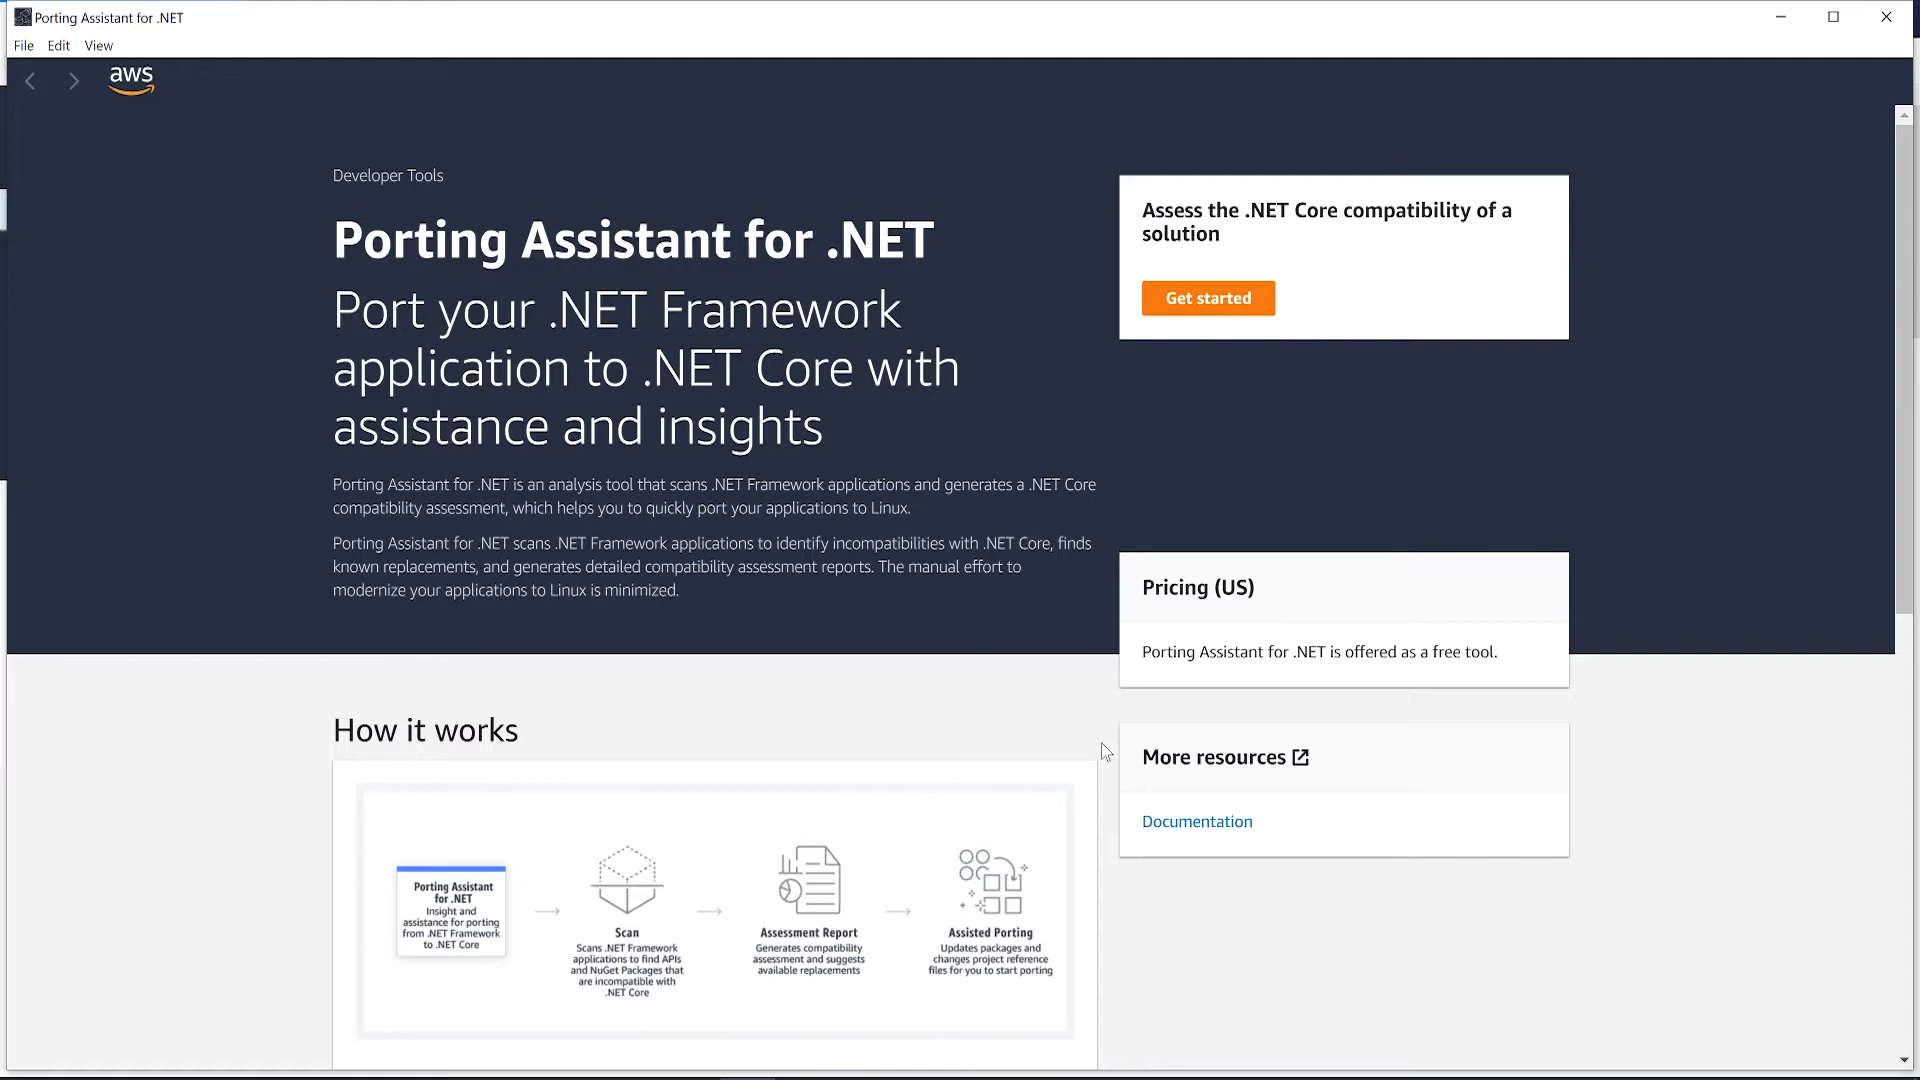 Porting Assistant for .NET
File Edit View
aws
Developer Tools
Porting Assistant for .NET
Port your .NET Framework
application to .NET Core with
assistance and insights
Porting Assistant for .NET is an analysis tool that scans .NET Framework applications and generates a .NET Core
compatibility assessment, which helps you to quickly port your applications to Linux.
Porting Assistant for .NET scans .NET Framework applications to identify incompatibilities with .NET Core, finds
known replacements, and generates detailed compatibility assessment reports. The manual effort to
modernize your applications to Linux is minimized.
Assess the .NET Core compatibility of a
solution
Get started
Pricing (US)
Porting Assistant for .NET is offered as a free tool.
More resources
Documentation
How it works
Porting Assistant
for .NET
Insight and
assistance for porting
from .NET Framework
to .NET Core
Scan
Scans .NET Framework
applications to find APIs
and NuGet Packages that
are incompatible with
.NET Core
Assessment Report
Generates compatibility
assessment and suggests
available replacements
Assisted Porting
Updates packages and
changes project reference
files for you to start porting